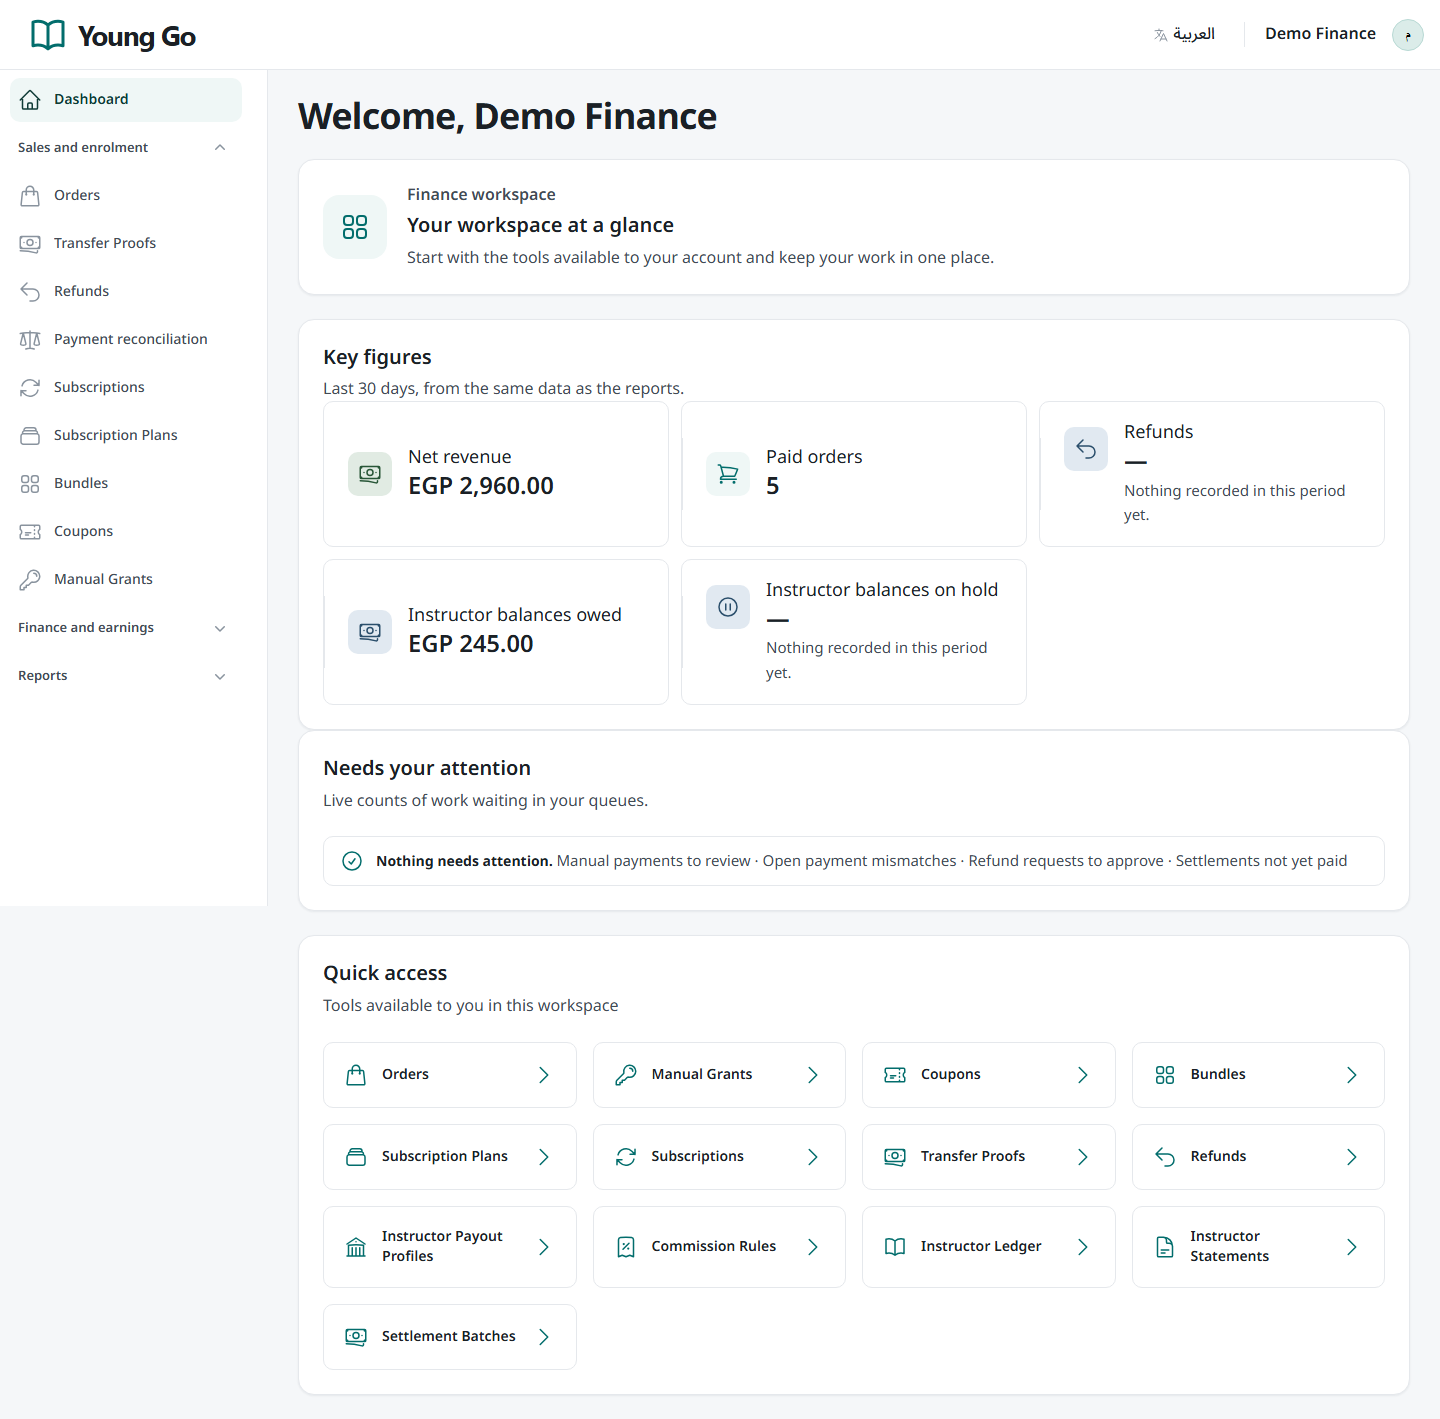 Young Go
العربية
Demo Finance
م
Dashboard
Sales and enrolment
Orders
Transfer Proofs
Refunds
Payment reconciliation
Subscriptions
Subscription Plans
Bundles
Coupons
Manual Grants
Finance and earnings
Reports
Welcome, Demo Finance
Finance workspace
Your workspace at a glance
Start with the tools available to your account and keep your work in one place.
Key figures
Last 30 days, from the same data as the reports.
Net revenue
EGP 2,960.00
Paid orders
5
Refunds
—
Nothing recorded in this period
yet.
Instructor balances owed
EGP 245.00
Instructor balances on hold
—
Nothing recorded in this period
yet.
Needs your attention
Live counts of work waiting in your queues.
Nothing needs attention. Manual payments to review · Open payment mismatches · Refund requests to approve · Settlements not yet paid
Quick access
Tools available to you in this workspace
Orders
Manual Grants
Coupons
Bundles
Subscription Plans
Subscriptions
Transfer Proofs
Refunds
Instructor Payout
Profiles
Commission Rules
Instructor Ledger
Instructor
Statements
Settlement Batches